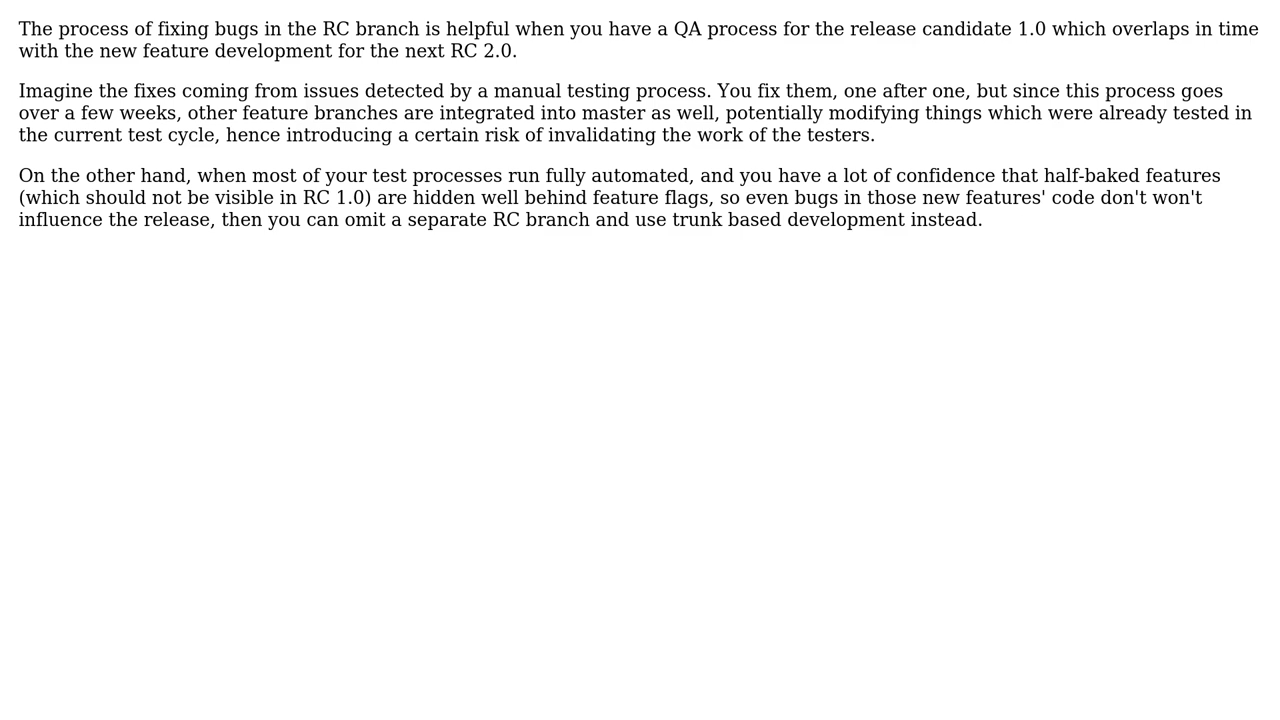 The process of fixing bugs in the RC branch is helpful when you have a QA process for the release candidate 1.0 which overlaps in time
with the new feature development for the next RC 2.0.
Imagine the fixes coming from issues detected by a manual testing process. You fix them, one after one, but since this process goes
over a few weeks, other feature branches are integrated into master as well, potentially modifying things which were already tested in
the current test cycle, hence introducing a certain risk of invalidating the work of the testers.
On the other hand, when most of your test processes run fully automated, and you have a lot of confidence that half-baked features
(which should not be visible in RC 1.0) are hidden well behind feature flags, so even bugs in those new features' code don't won't
influence the release, then you can omit a separate RC branch and use trunk based development instead.